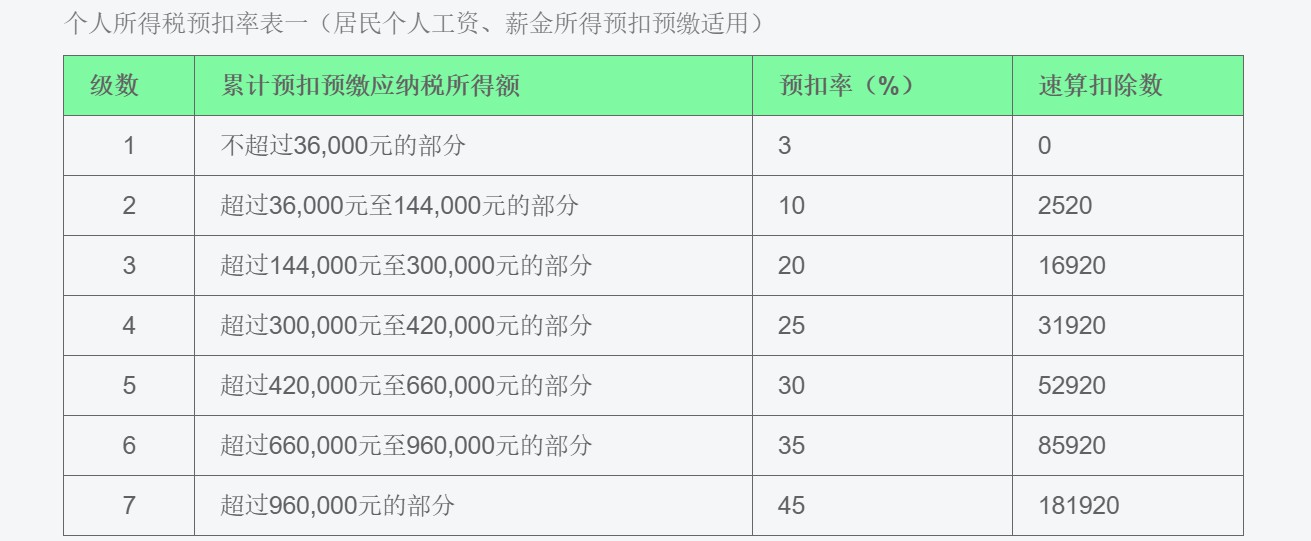 个人所得税预扣率表一（居民个人工资、薪金所得预扣预缴适用）
级数 累计预扣预缴应纳税所得额 预扣率（%） 速算扣除数
1 不超过36,000元的部分 3 0
2 超过36,000元至144,000元的部分 10 2520
3 超过144,000元至300,000元的部分 20 16920
4 超过300,000元至420,000元的部分 25 31920
5 超过420,000元至660,000元的部分 30 52920
6 超过660,000元至960,000元的部分 35 85920
7 超过960,000元的部分 45 181920